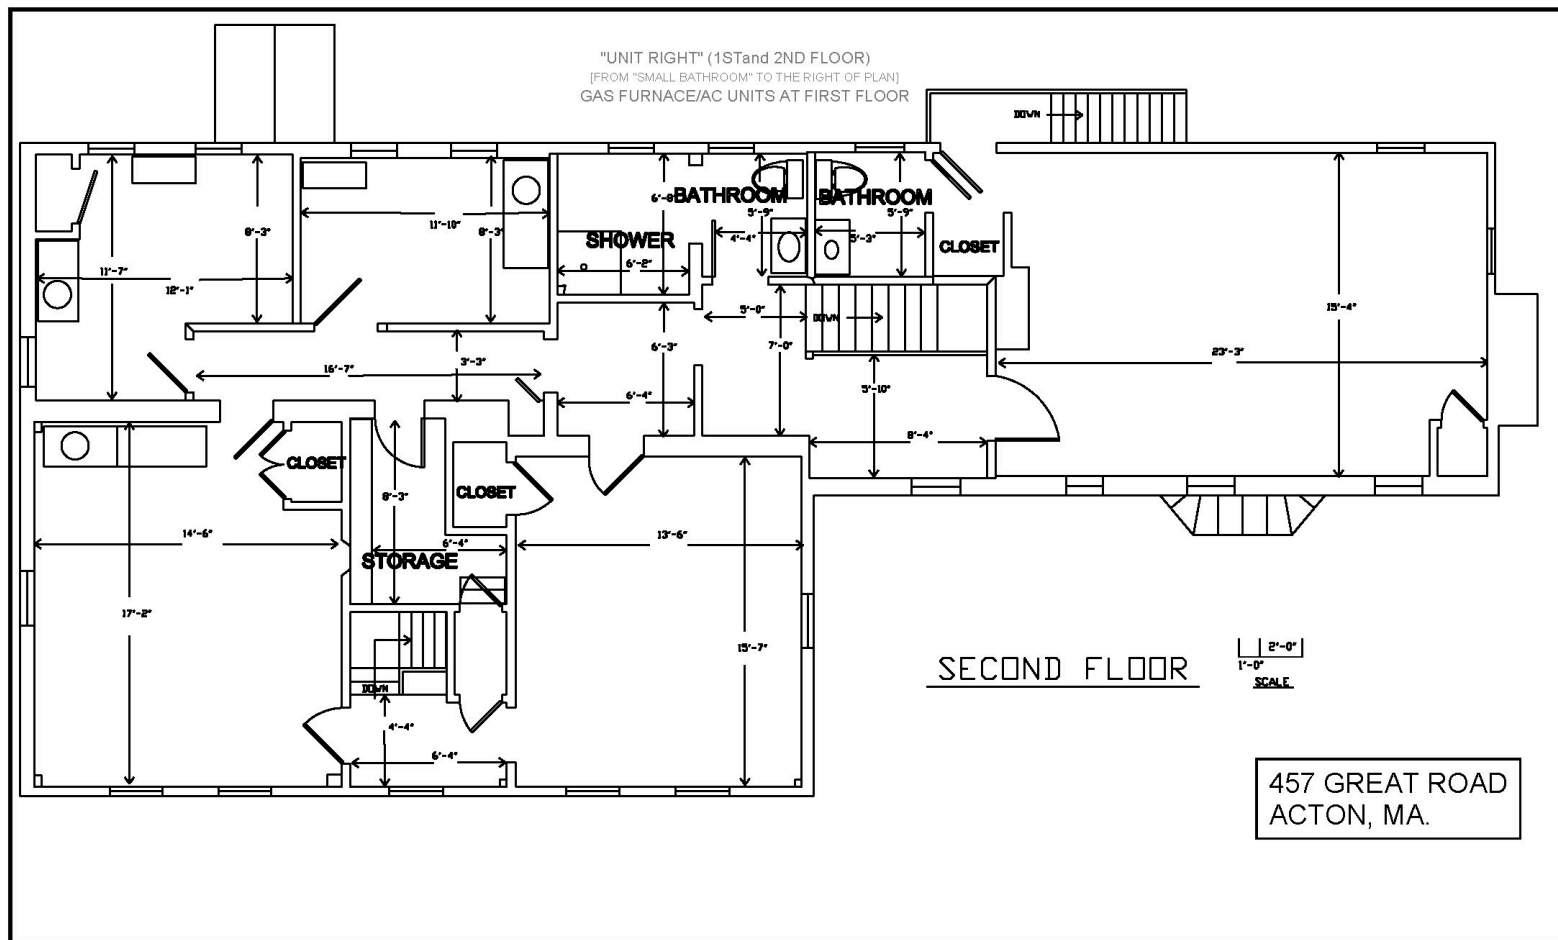 "UNIT RIGHT" (1STand 2ND FLOOR)
[FROM "SMALL BATHROOM" TO THE RIGHT OF PLAN]
GAS FURNACE/AC UNITS AT FIRST FLOOR
DOWN
6'-8"
BATHROOM
BATHROOM
5'-9"
5'-9"
11'-10"
8'-3"
8'-3"
SHOWER
4'-4"
5'-3"
CLOSET
11'-7"
6'-2"
12'-1"
5'-0"
DOWN
15'-4"
6'-3"
7'-0"
23'-3"
3'-3"
16'-7"
5'-10"
6'-4"
8'-4"
CLOSET
CLOSET
8'-3"
14'-6"
6'-4"
13'-6"
STORAGE
17'-2"
15'-7"
DOWN
4'-4"
6'-4"
SECOND FLOOR
2'-0"
1'-0"
SCALE
457 GREAT ROAD
ACTON, MA.